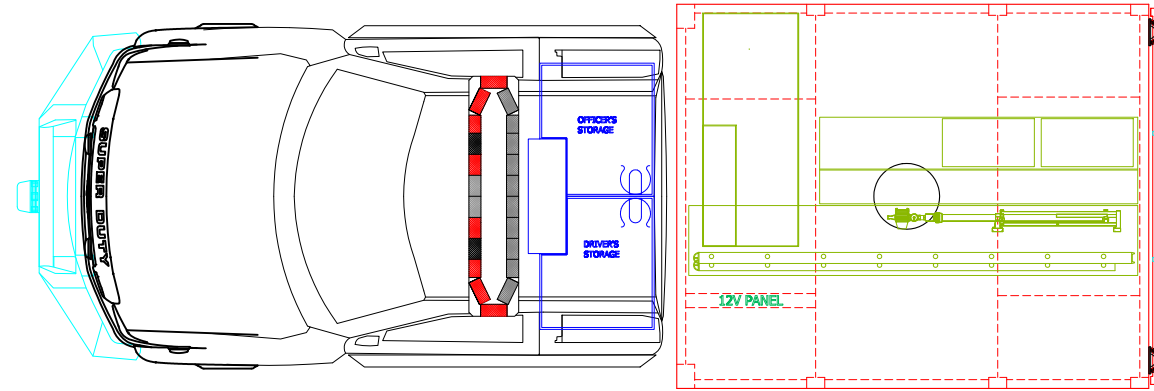 SUPER DUTY
OFFICER'S
STORAGE
DRIVER'S
STORAGE
12V PANEL